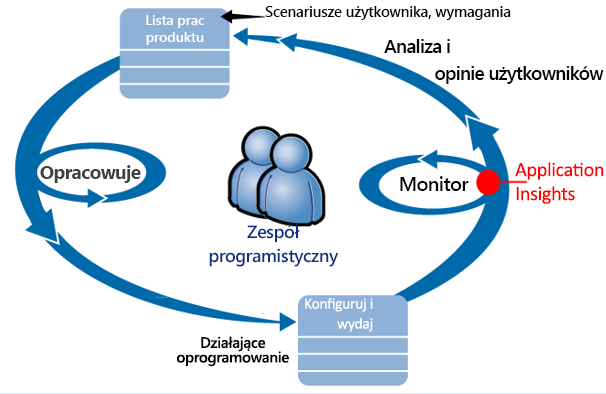 Scenariusze użytkownika, wymagania
Lista prac
produktu
Analiza i
opinie użytkowników
Opracowuje
Monitor
Application
Insights
Zespół
programistyczny
Konfiguruj i
wydaj
Działające
oprogramowanie